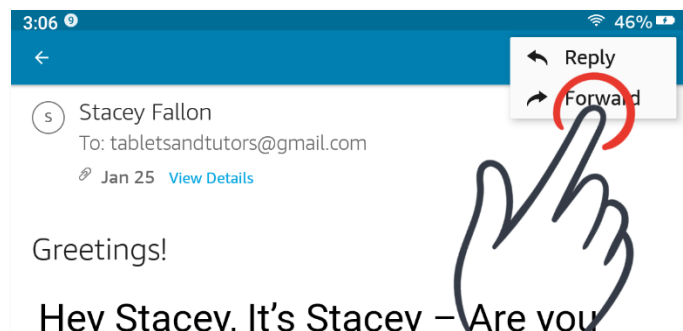 3:06 9 46%
Reply
Forward
S
Stacey Fallon
To: tabletsandtutors@gmail.com
Jan 25 View Details
Greetings!
Hey Stacey, It's Stacey – Are you